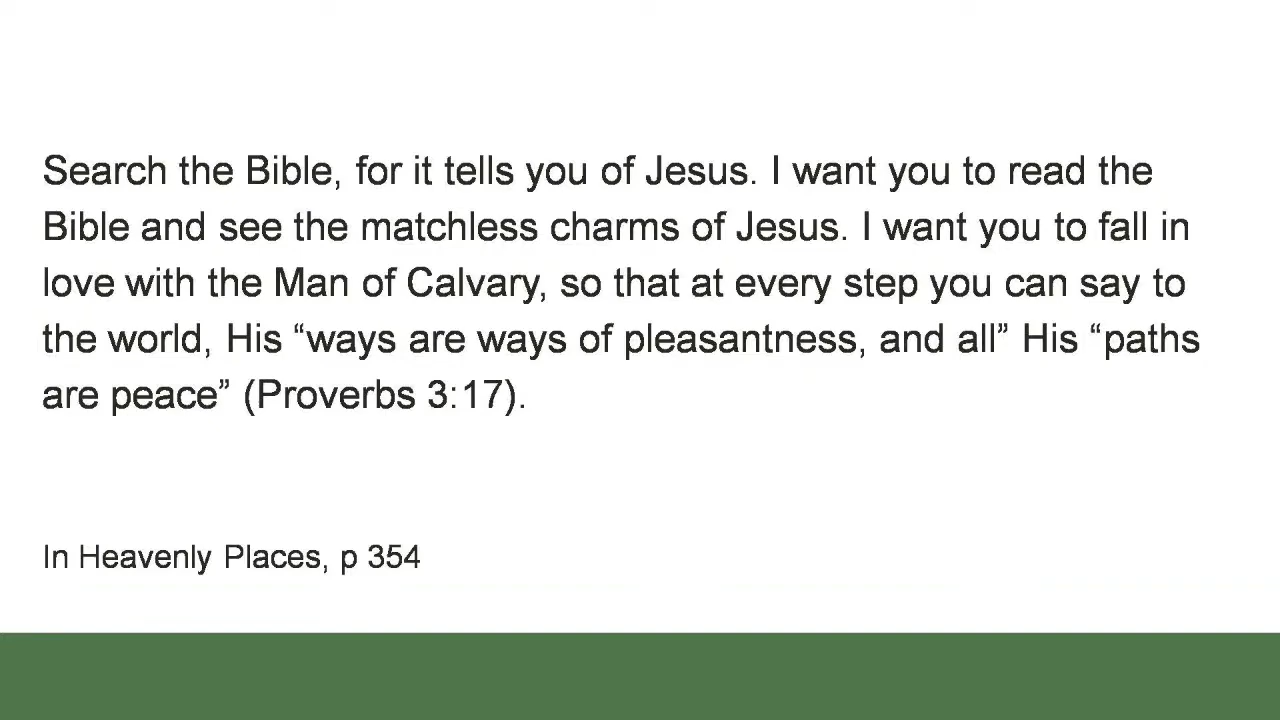 Search the Bible, for it tells you of Jesus. I want you to read the
Bible and see the matchless charms of Jesus. I want you to fall in
love with the Man of Calvary, so that at every step you can say to
the world, His “ways are ways of pleasantness, and all” His “paths
are peace” (Proverbs 3:17).
In Heavenly Places, p 354